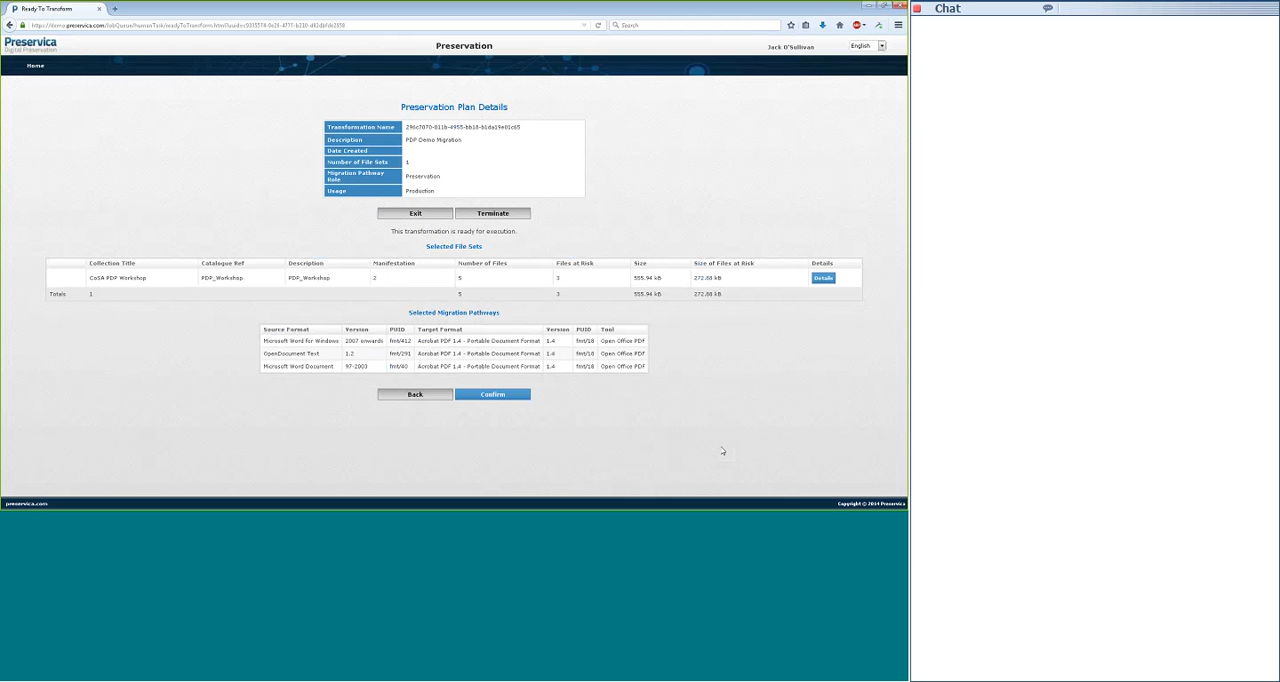 Ready To Transform
Search
Preservica
Digital Preservation
Preservation
Jack O'Sullivan
English
Home
Preservation Plan Details
Transformation Name
Description PDP Demo Migration
Date Created
Number of File Sets 1
Migration Pathway Role Preservation
Usage Production
Exit Terminate
This transformation is ready for execution.
Selected File Sets
Collection Title Catalogue Ref Description Manifestation Number of Files Files at Risk Size Size of Files at Risk Details
CoSA PDP Workshop PDP_Workshop PDP_Workshop 2 5 3 555.94 kB 272.88 kB Details
Totals 1 5 3 555.94 kB 272.88 kB
Selected Migration Pathways
Source Format Version PUID Target Format Version PUID Tool
Microsoft Word for Windows 2007 onwards fmt/412 Acrobat PDF 1.4 - Portable Document Format 1.4 fmt/18 Open Office PDF
OpenDocument Text 1.2 fmt/291 Acrobat PDF 1.4 - Portable Document Format 1.4 fmt/18 Open Office PDF
Microsoft Word Document 97-2003 fmt/40 Acrobat PDF 1.4 - Portable Document Format 1.4 fmt/18 Open Office PDF
Back Confirm
preservica.com
Copyright © 2014 Preservica
Chat